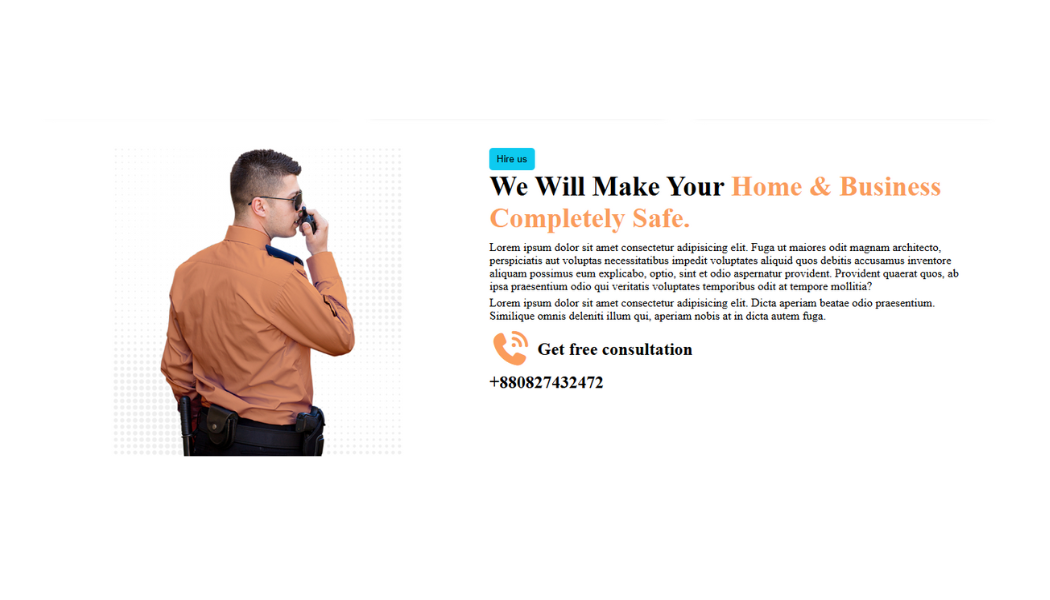 Hire us
We Will Make Your Home & Business
Completely Safe.
Lorem ipsum dolor sit amet consectetur adipisicing elit. Fuga ut maiores odit magnam architecto,
perspiciatis aut voluptas necessitatibus impedit voluptates aliquid quos debitis accusamus inventore
aliquam possimus eum explicabo, optio, sint et odio aspernatur provident. Provident quaerat quos, ab
ipsa praesentium odio qui veritatis voluptates temporibus odit at tempore mollitia?
Lorem ipsum dolor sit amet consectetur adipisicing elit. Dicta aperiam beatae odio praesentium.
Similique omnis deleniti illum qui, aperiam nobis at in dicta autem fuga.
Get free consultation
+880827432472